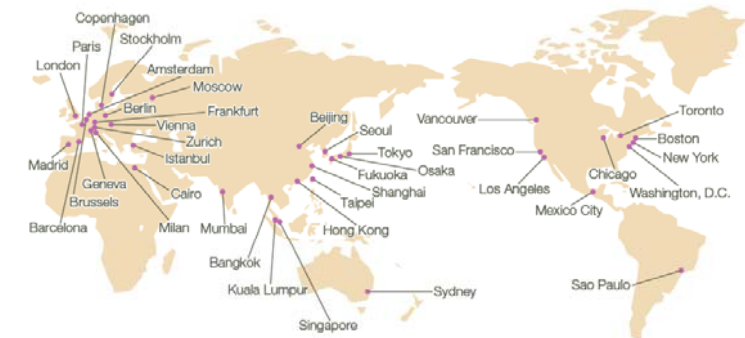 Copenhagen
Stockholm
Paris
London
Amsterdam
Moscow
Berlin
Frankfurt
Vienna
Zurich
Istanbul
Madrid
Geneva
Brussels
Cairo
Barcelona
Milan
Mumbai
Beijing
Seoul
Tokyo
Osaka
Fukuoka
Shanghai
Taipei
Hong Kong
Bangkok
Kuala Lumpur
Singapore
Sydney
Vancouver
San Francisco
Los Angeles
Mexico City
Toronto
Boston
New York
Chicago
Washington, D.C.
Sao Paulo